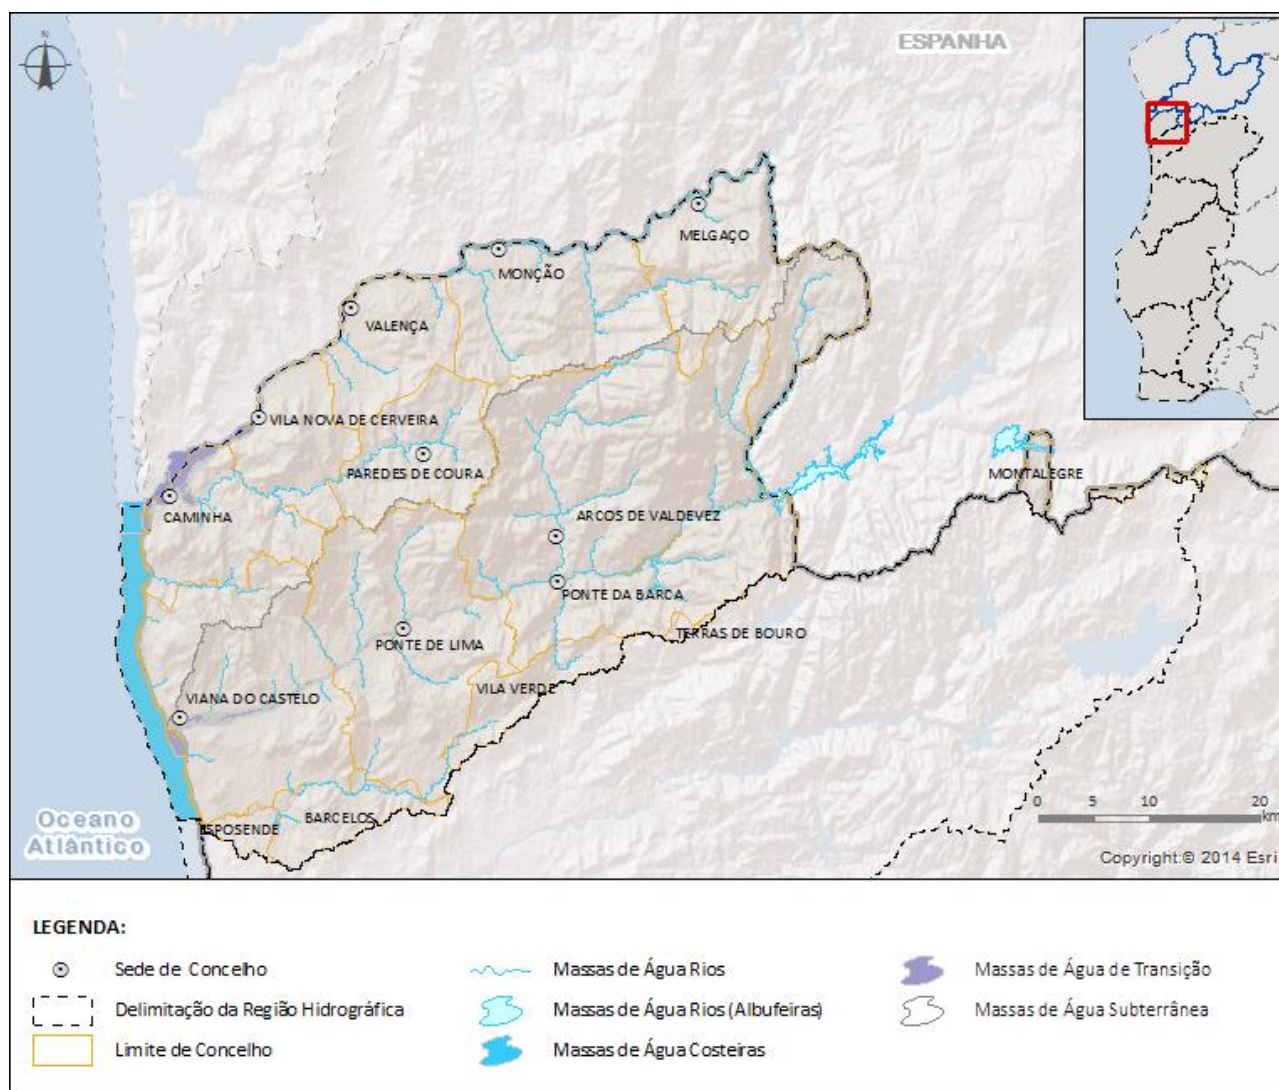 N
ESPANHA
MELGAÇO
MONÇÃO
VALENÇA
VILA NOVA DE CERVEIRA
PAREDES DE COURA
MONTALEGRE
CAMINHA
ARCOS DE VALDEVEZ
PONTE DA BARCA
TERRAS DE BOURO
PONTE DE LIMA
VILA VERDE
VIANA DO CASTELO
ESPOSENDE
BARCELOS
Oceano
Atlântico
0 5 10 20
km
Copyright:© 2014 Esri
LEGENDA:
Sede de Concelho
Massas de Água Rios
Massas de Água de Transição
Delimitação da Região Hidrográfica
Massas de Água Rios (Albufeiras)
Massas de Água Subterrânea
Limite de Concelho
Massas de Água Costeiras